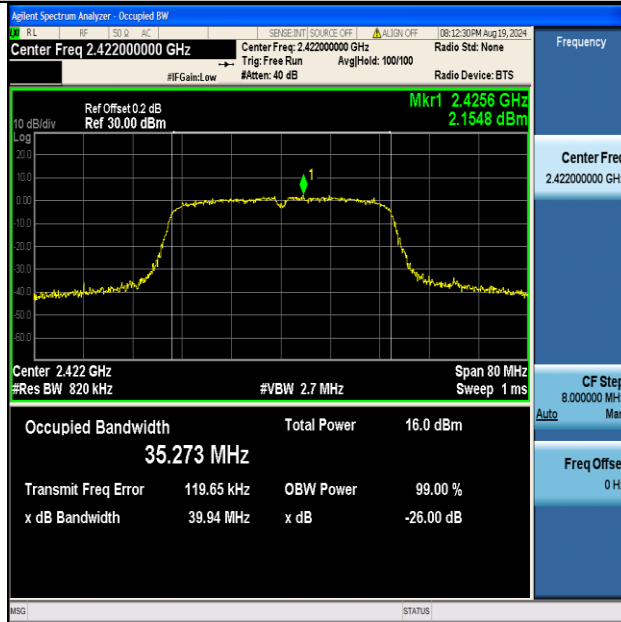 Agilent Spectrum Analyzer - Occupied BW
RL RF 50 Ω AC SENSE:INT SOURCE OFF ALIGN OFF 08:12:30 PM Aug 19, 2024
Center Freq 2.422000000 GHz Center Freq: 2.422000000 GHz Radio Std: None
Trig: Free Run Avg|Hold: 100/100
#IFGain:Low #Atten: 40 dB Radio Device: BTS
Frequency
Mkr1 2.4256 GHz
2.1548 dBm
Ref Offset 0.2 dB
10 dB/div Ref 30.00 dBm
Log
20.0
10.0
1
0.00
-10.0
-20.0
-30.0
-40.0
-50.0
-60.0
Center 2.422 GHz Span 80 MHz
#Res BW 820 kHz #VBW 2.7 MHz Sweep 1 ms
Occupied Bandwidth Total Power 16.0 dBm
35.273 MHz
Transmit Freq Error 119.65 kHz OBW Power 99.00 %
x dB Bandwidth 39.94 MHz x dB -26.00 dB
Center Freq
2.422000000 GHz
CF Step
8.000000 MHz
Auto Man
Freq Offset
0 Hz
MSG STATUS